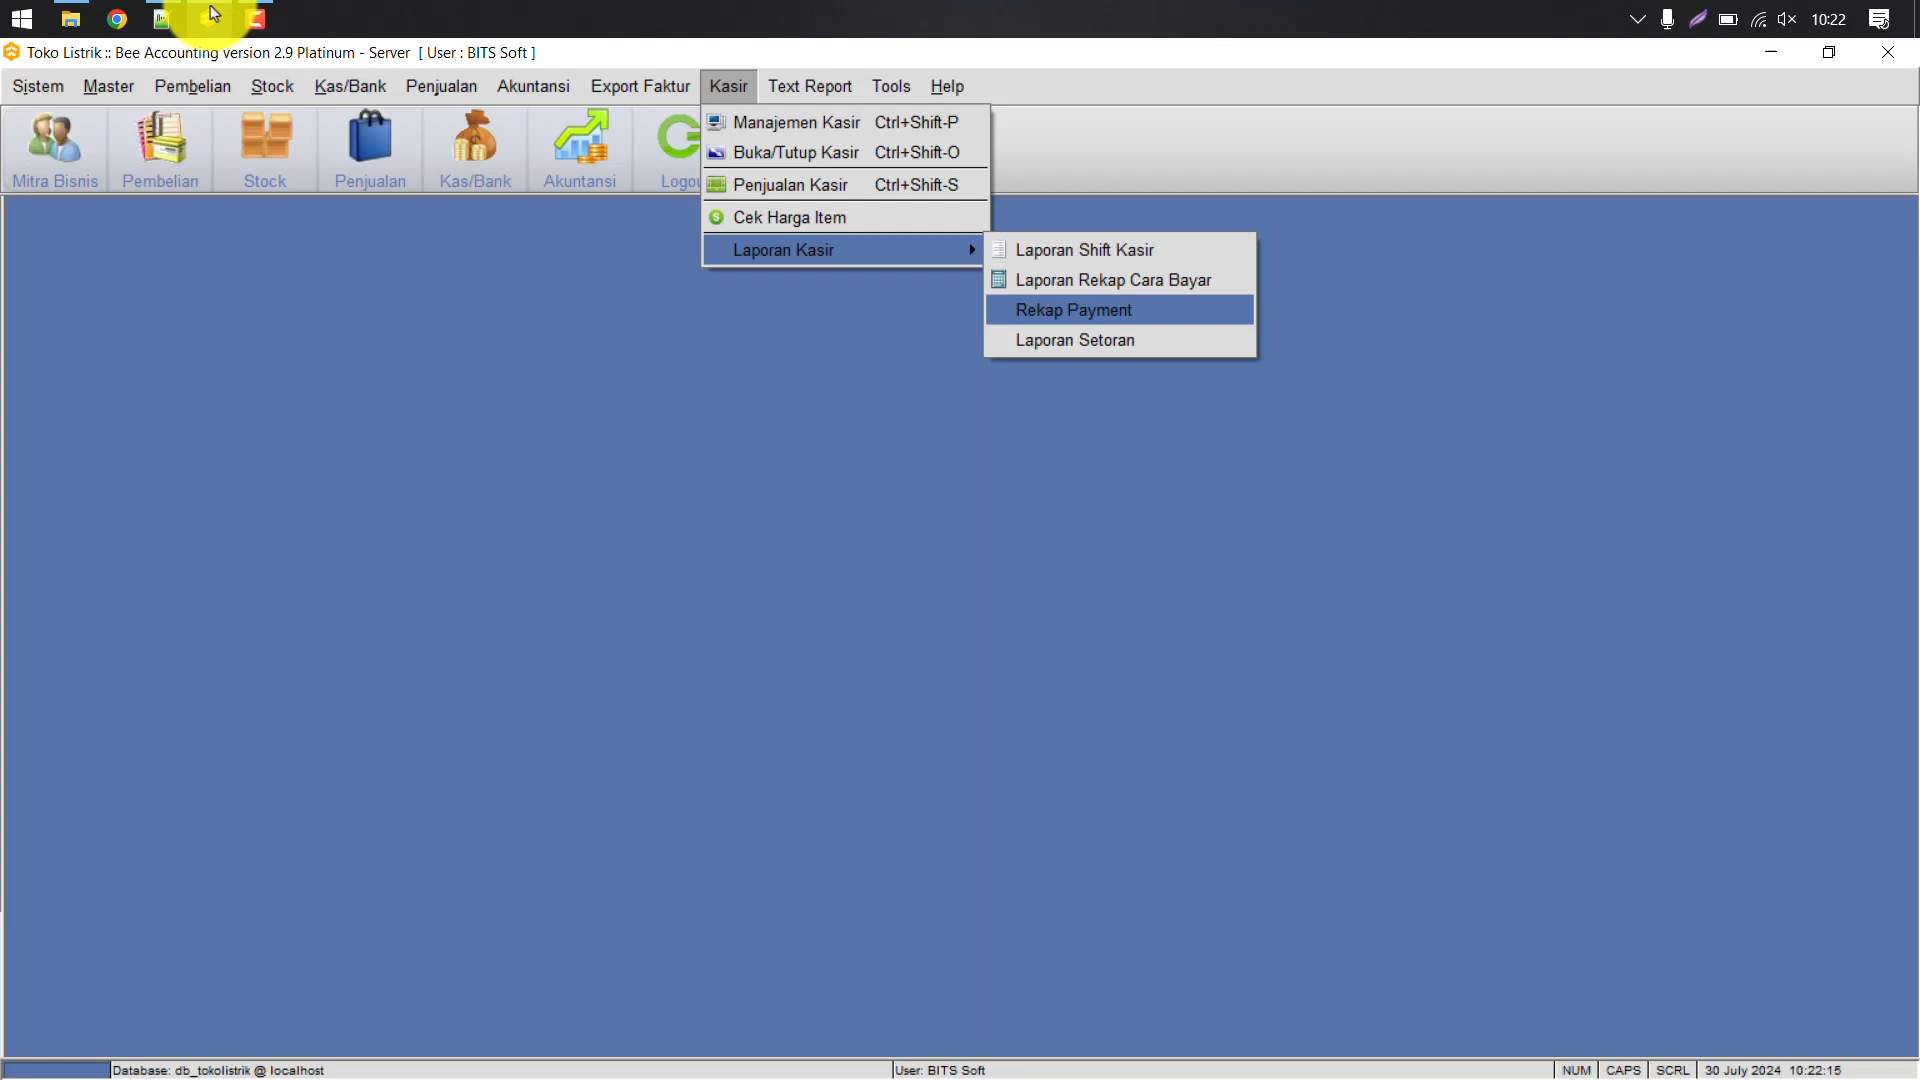 10:22
Toko Listrik :: Bee Accounting version 2.9 Platinum - Server [ User : BITS Soft ]
Sistem Master Pembelian Stock Kas/Bank Penjualan Akuntansi Export Faktur Kasir Text Report Tools Help
Mitra Bisnis Pembelian Stock Penjualan Kas/Bank Akuntansi Logou
Manajemen Kasir Ctrl+Shift-P
Buka/Tutup Kasir Ctrl+Shift-O
Penjualan Kasir Ctrl+Shift-S
Cek Harga Item
Laporan Kasir
Laporan Shift Kasir
Laporan Rekap Cara Bayar
Rekap Payment
Laporan Setoran
Database: db_tokolistrik @ localhost User: BITS Soft NUM CAPS SCRL 30 July 2024 10:22:15